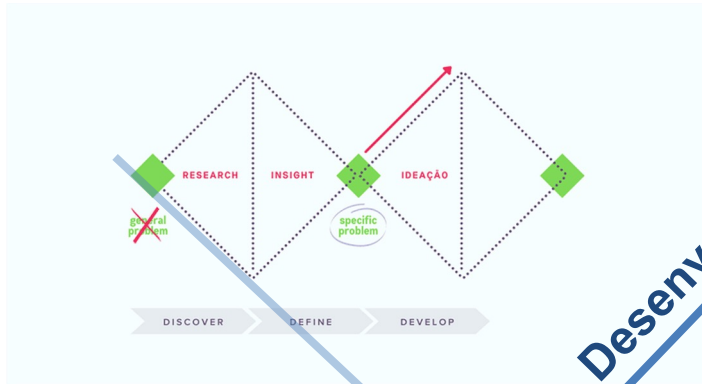 RESEARCH
INSIGHT
IDEAÇÃO
general
problem
specific
problem
DISCOVER
DEFINE
DEVELOP
Desenv